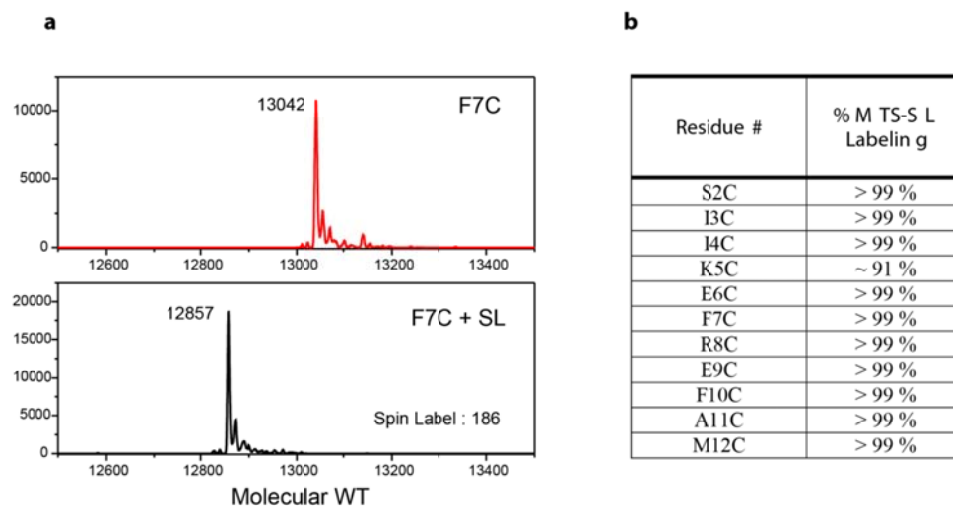 a
b
10000
5000
0
13042
F7C
12600 12800 13000 13200 13400
20000
15000
10000
5000
0
12857
F7C + SL
Spin Label : 186
12600 12800 13000 13200 13400
Molecular WT
Residue # % M TS-S L Labelin g
S2C > 99 %
I3C > 99 %
I4C > 99 %
K5C ~ 91 %
E6C > 99 %
F7C > 99 %
R8C > 99 %
E9C > 99 %
F10C > 99 %
A11C > 99 %
M12C > 99 %